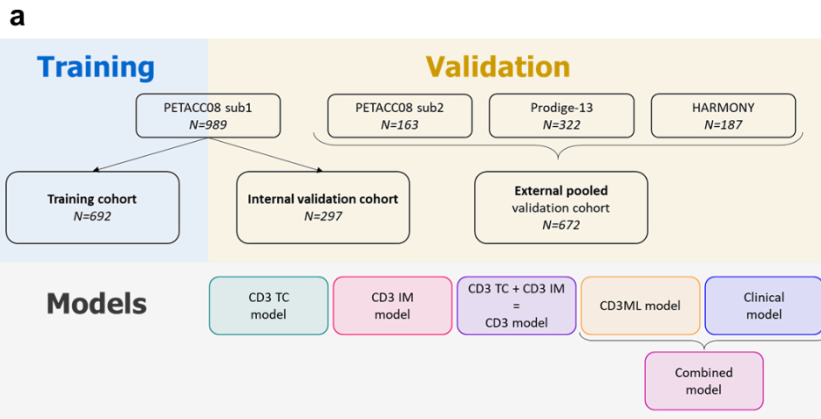 a
Training
Validation
PETACC08 sub1
N=989
PETACC08 sub2
N=163
Prodige-13
N=322
HARMONY
N=187
Training cohort
N=692
Internal validation cohort
N=297
External pooled
validation cohort
N=672
Models
CD3 TC
model
CD3 IM
model
CD3 TC + CD3 IM
=
CD3 model
CD3ML model
Clinical
model
Combined
model